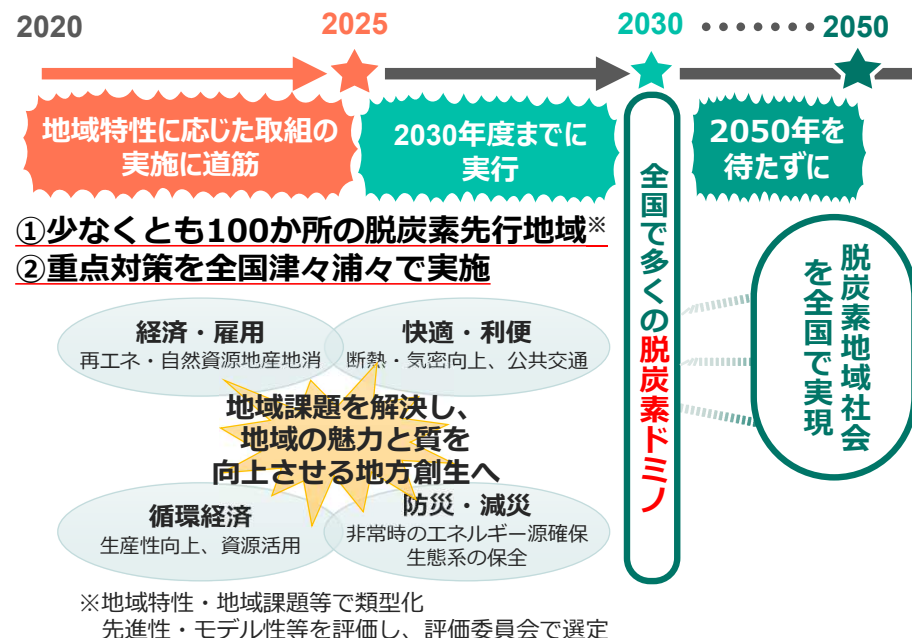 2020
2025
2030
2050
地域特性に応じた取組の
実施に道筋
2030年度までに
実行
2050年を
待たずに
①少なくとも100か所の脱炭素先行地域※
②重点対策を全国津々浦々で実施
経済・雇用
再エネ・自然資源地産地消
快適・利便
断熱・気密向上、公共交通
地域課題を解決し、
地域の魅力と質を
向上させる地方創生へ
循環経済
生産性向上、資源活用
防災・減災
非常時のエネルギー源確保
生態系の保全
※地域特性・地域課題等で類型化
先進性・モデル性等を評価し、評価委員会で選定
全国で多くの脱炭素ドミノ
脱炭素地域社会
を全国で実現